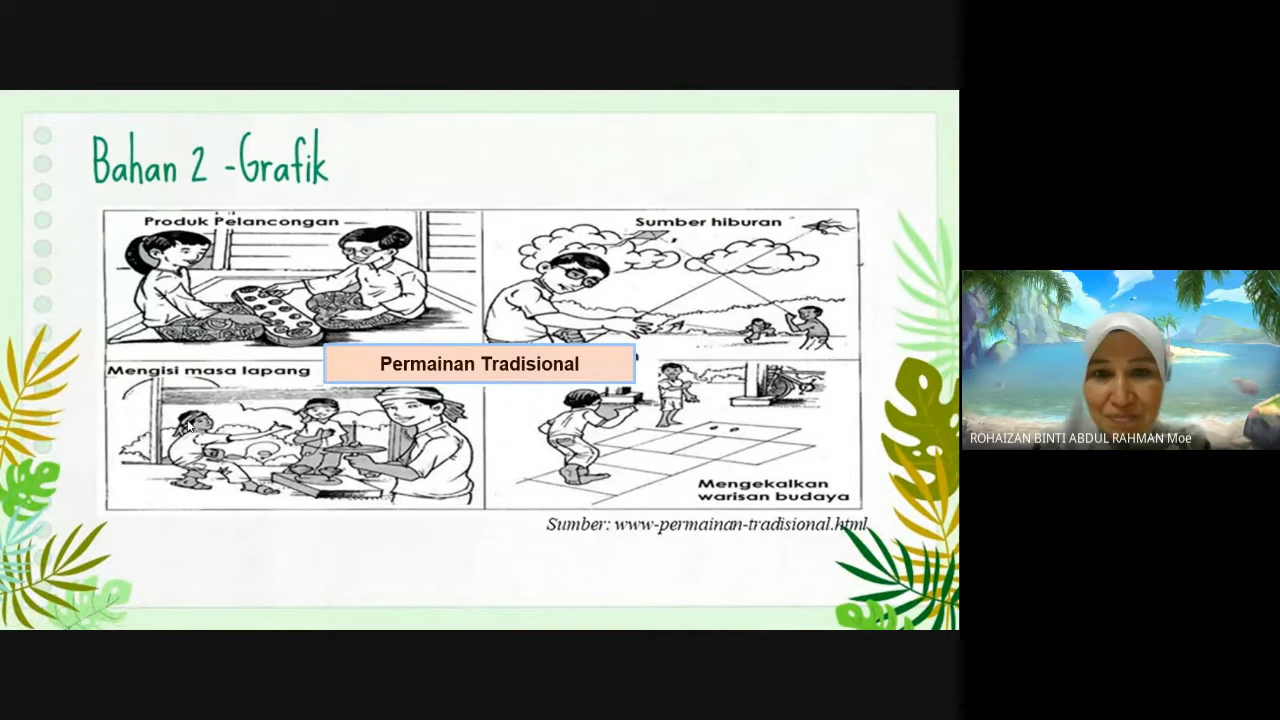 Bahan 2 -Grafik
Produk Pelancongan
Sumber hiburan
Permainan Tradisional
Mengisi masa lapang
Mengekalkan
warisan budaya
Sumber: www-permainan-tradisional.html
ROHAIZAN BINTI ABDUL RAHMAN Moe